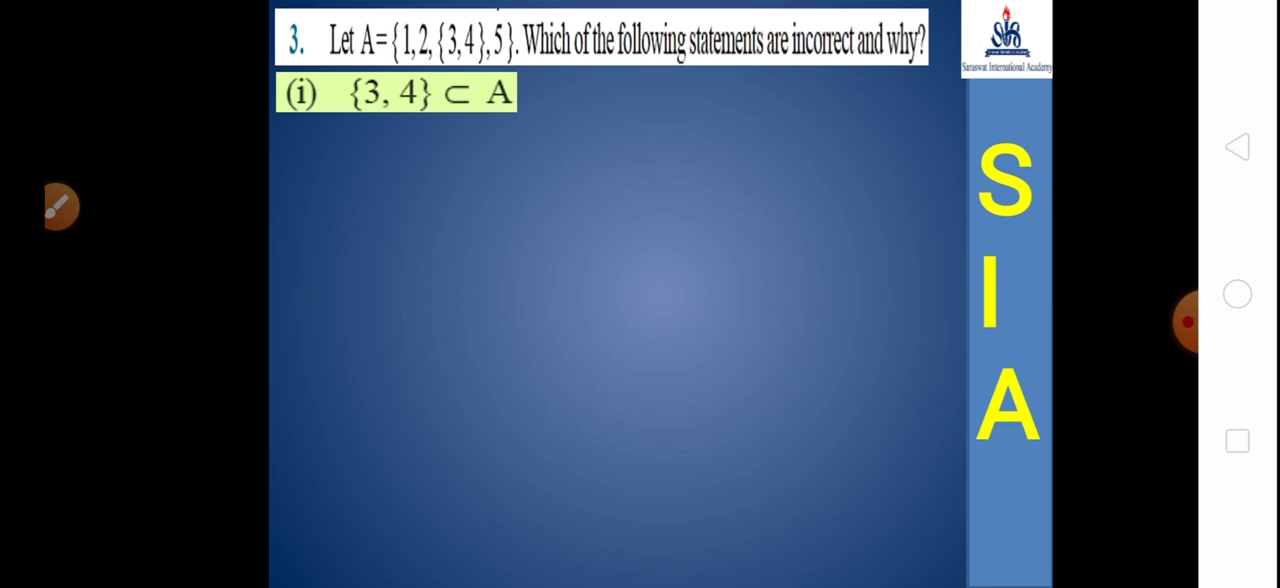 3. Let A={1,2,{3,4},5}. Which of the following statements are incorrect and why?
(i) {3, 4} ⊂ A
SIA
Saraswat International Academy
S
I
A